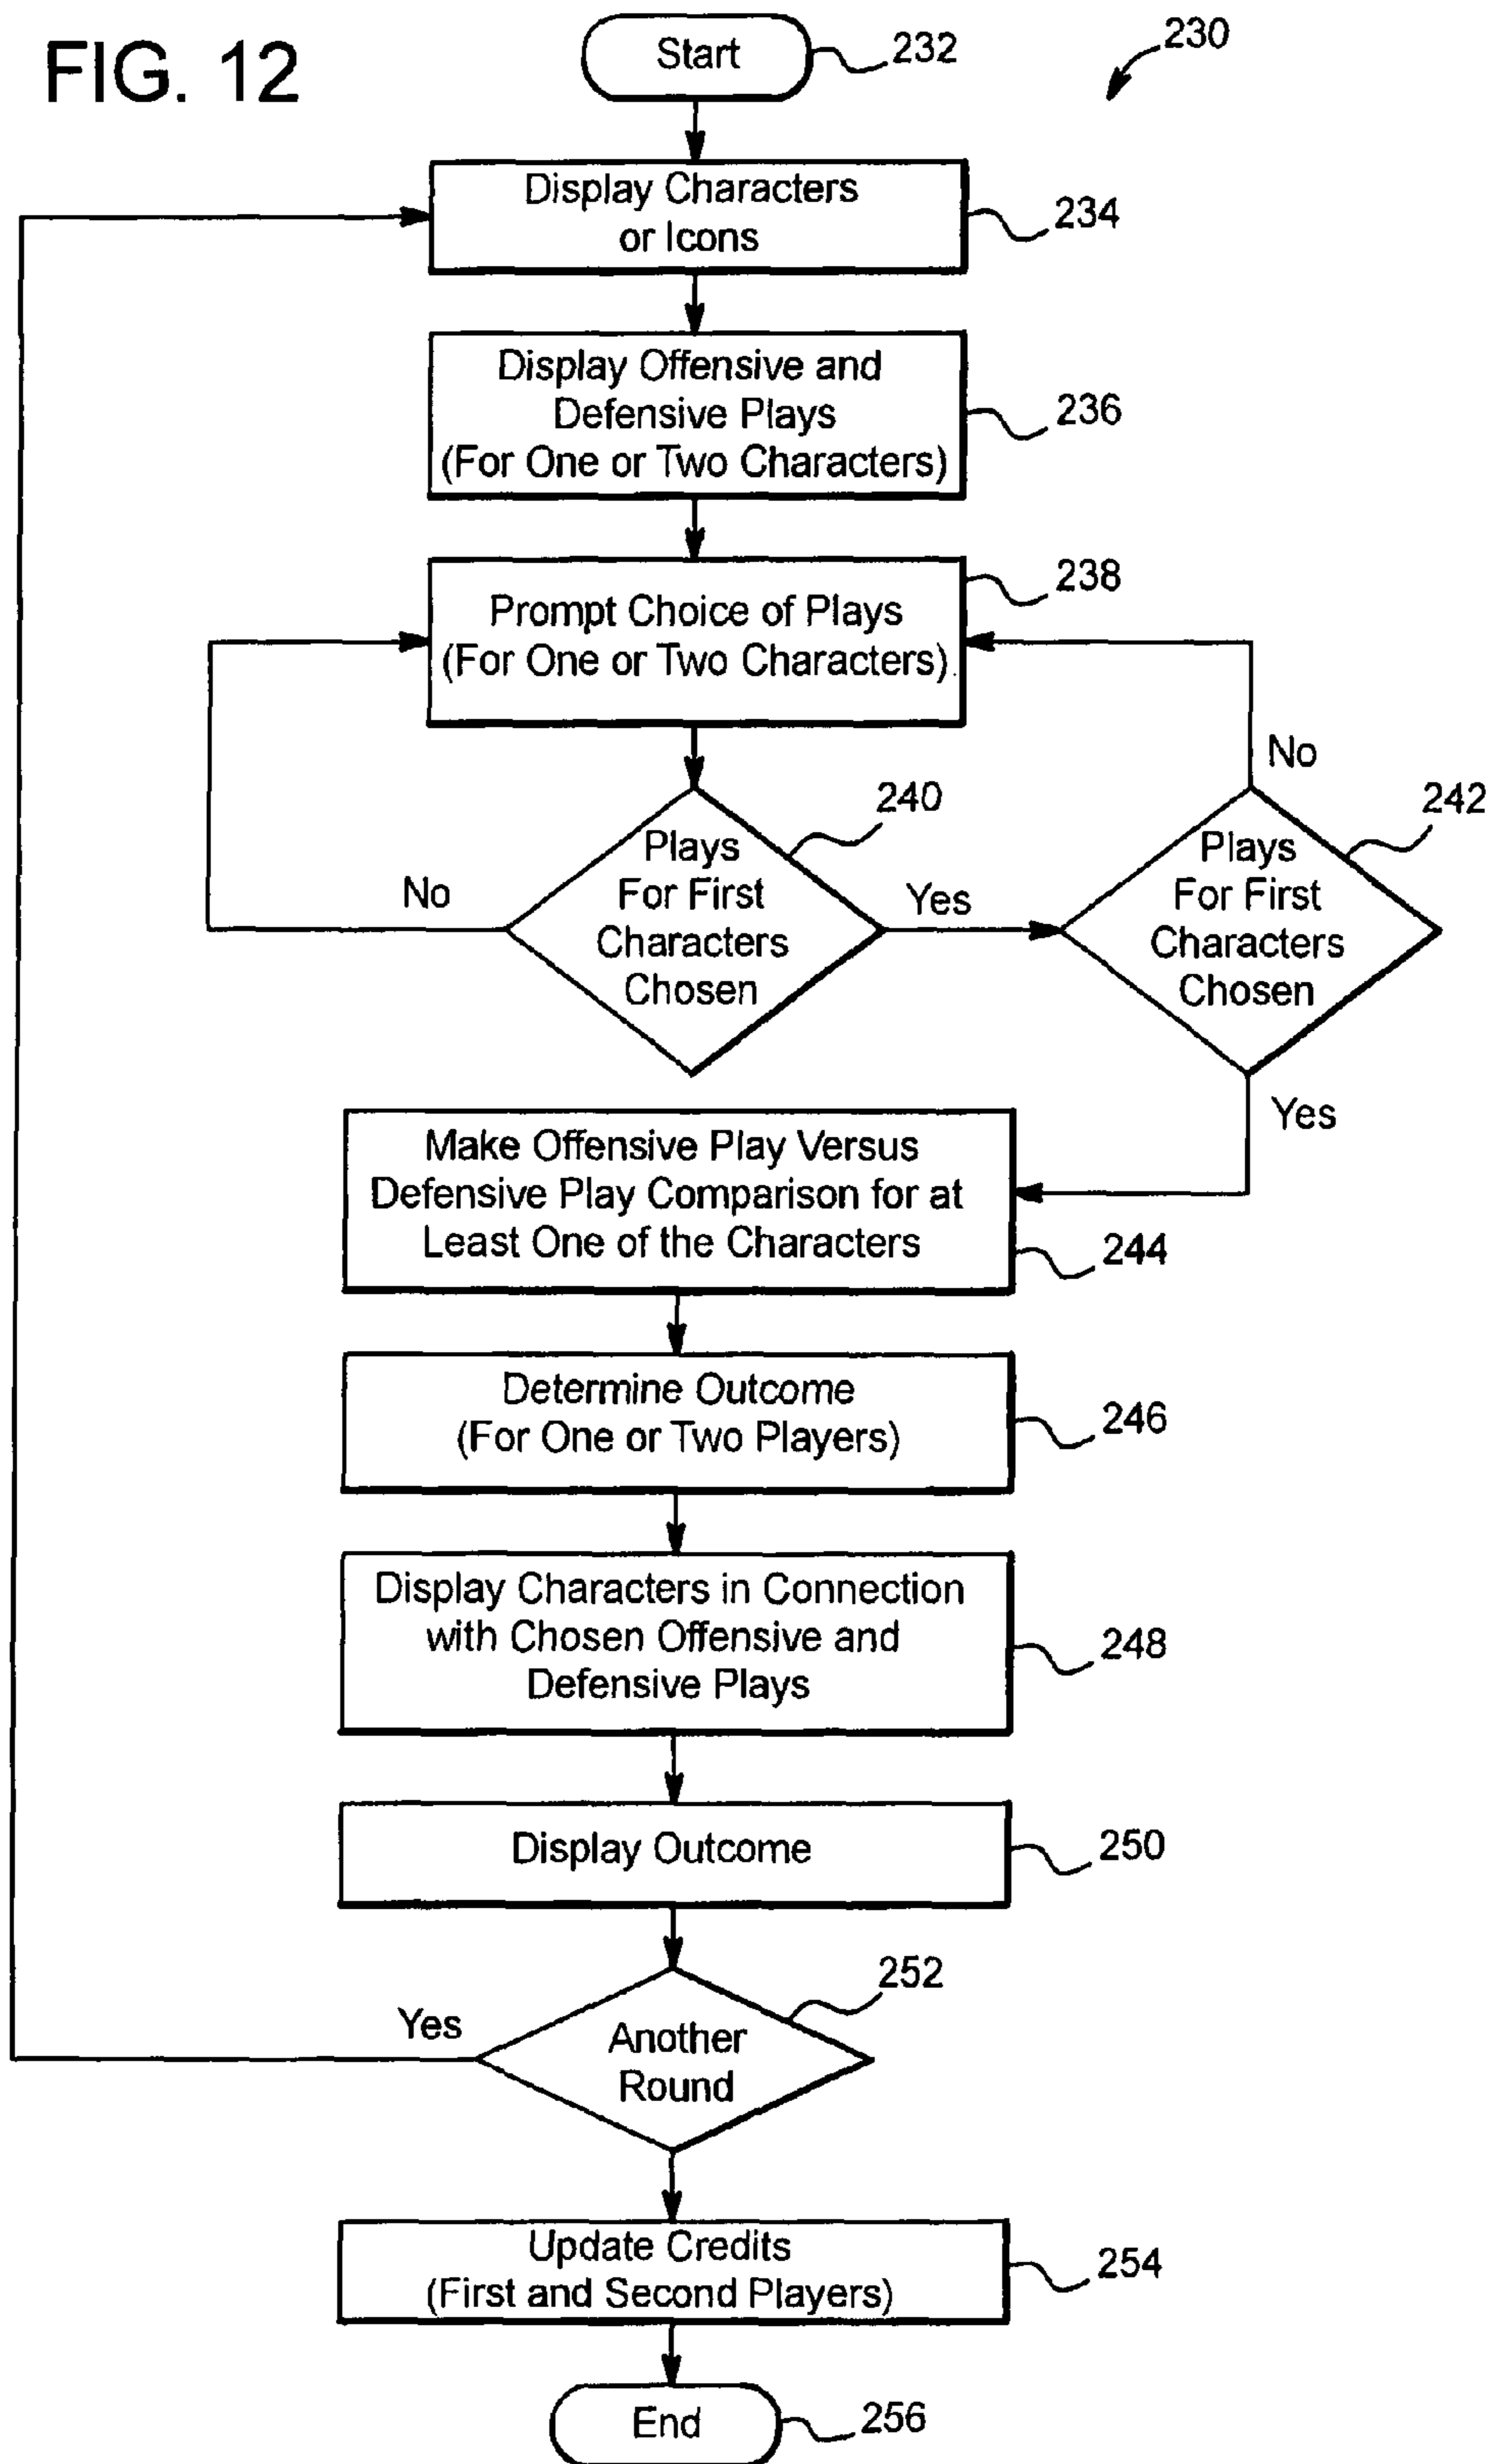 FIG. 12
Start
232
230
Display Characters
or Icons
234
Display Offensive and
Defensive Plays
(For One or Two Characters)
236
238
Prompt Choice of Plays
(For One or Two Characters)
No
240
Plays
For First
Characters
Chosen
No
Yes
242
Plays
For First
Characters
Chosen
Yes
Make Offensive Play Versus
Defensive Play Comparison for at
Least One of the Characters
244
Determine Outcome
(For One or Two Players)
246
Display Characters in Connection
with Chosen Offensive and
Defensive Plays
248
Display Outcome
250
252
Yes
Another
Round
Update Credits
(First and Second Players)
254
End
256